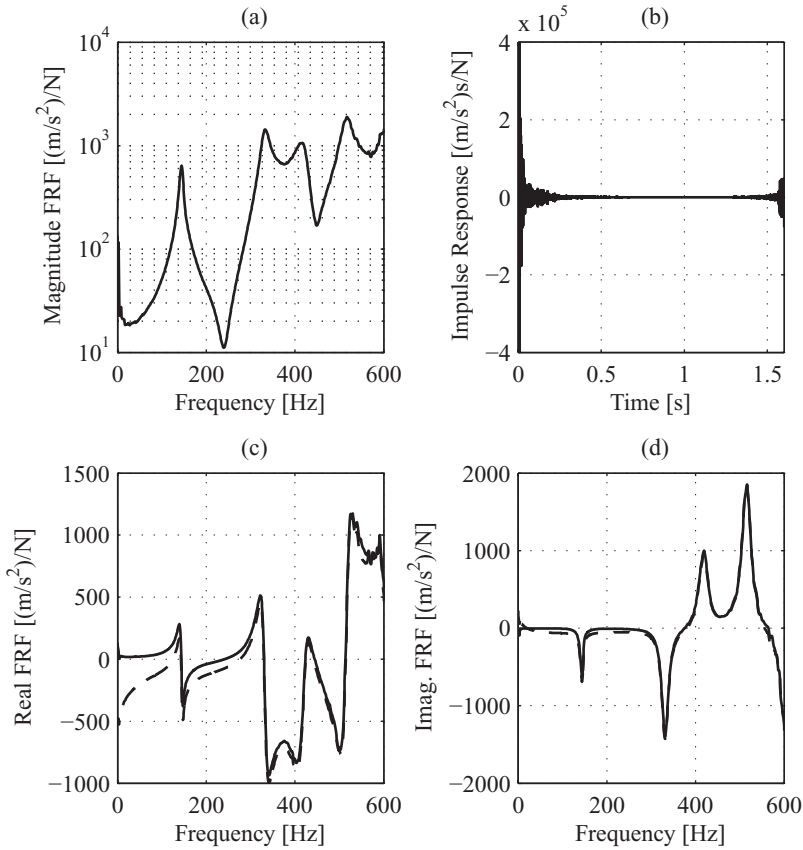 (a)
10^4
10^3
10^2
10^1
Magnitude FRF [(m/s^2)/N]
0 200 400 600
Frequency [Hz]
(b)
x 10^5
4
2
0
−2
−4
Impulse Response [(m/s^2)s/N]
0 0.5 1 1.5
Time [s]
(c)
1500
1000
500
0
−500
−1000
Real FRF [(m/s^2)/N]
0 200 400 600
Frequency [Hz]
(d)
2000
1000
0
−1000
−2000
Imag. FRF [(m/s^2)/N]
0 200 400 600
Frequency [Hz]